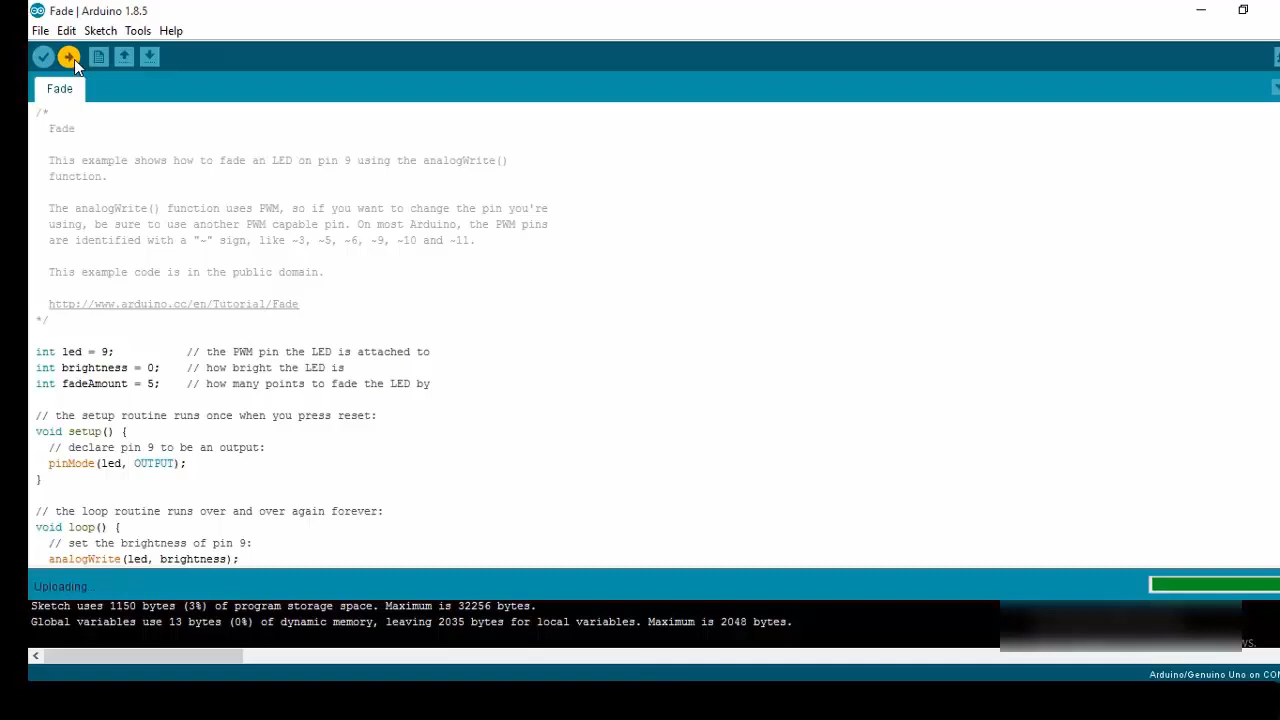 Fade | Arduino 1.8.5
File Edit Sketch Tools Help
Fade
/*
Fade
This example shows how to fade an LED on pin 9 using the analogWrite()
function.
The analogWrite() function uses PWM, so if you want to change the pin you're
using, be sure to use another PWM capable pin. On most Arduino, the PWM pins
are identified with a "~" sign, like ~3, ~5, ~6, ~9, ~10 and ~11.
This example code is in the public domain.
http://www.arduino.cc/en/Tutorial/Fade
*/
int led = 9; // the PWM pin the LED is attached to
int brightness = 0; // how bright the LED is
int fadeAmount = 5; // how many points to fade the LED by
// the setup routine runs once when you press reset:
void setup() {
// declare pin 9 to be an output:
pinMode(led, OUTPUT);
}
// the loop routine runs over and over again forever:
void loop() {
// set the brightness of pin 9:
analogWrite(led, brightness);
Uploading...
Sketch uses 1150 bytes (3%) of program storage space. Maximum is 32256 bytes.
Global variables use 13 bytes (0%) of dynamic memory, leaving 2035 bytes for local variables. Maximum is 2048 bytes.
Arduino/Genuino Uno on